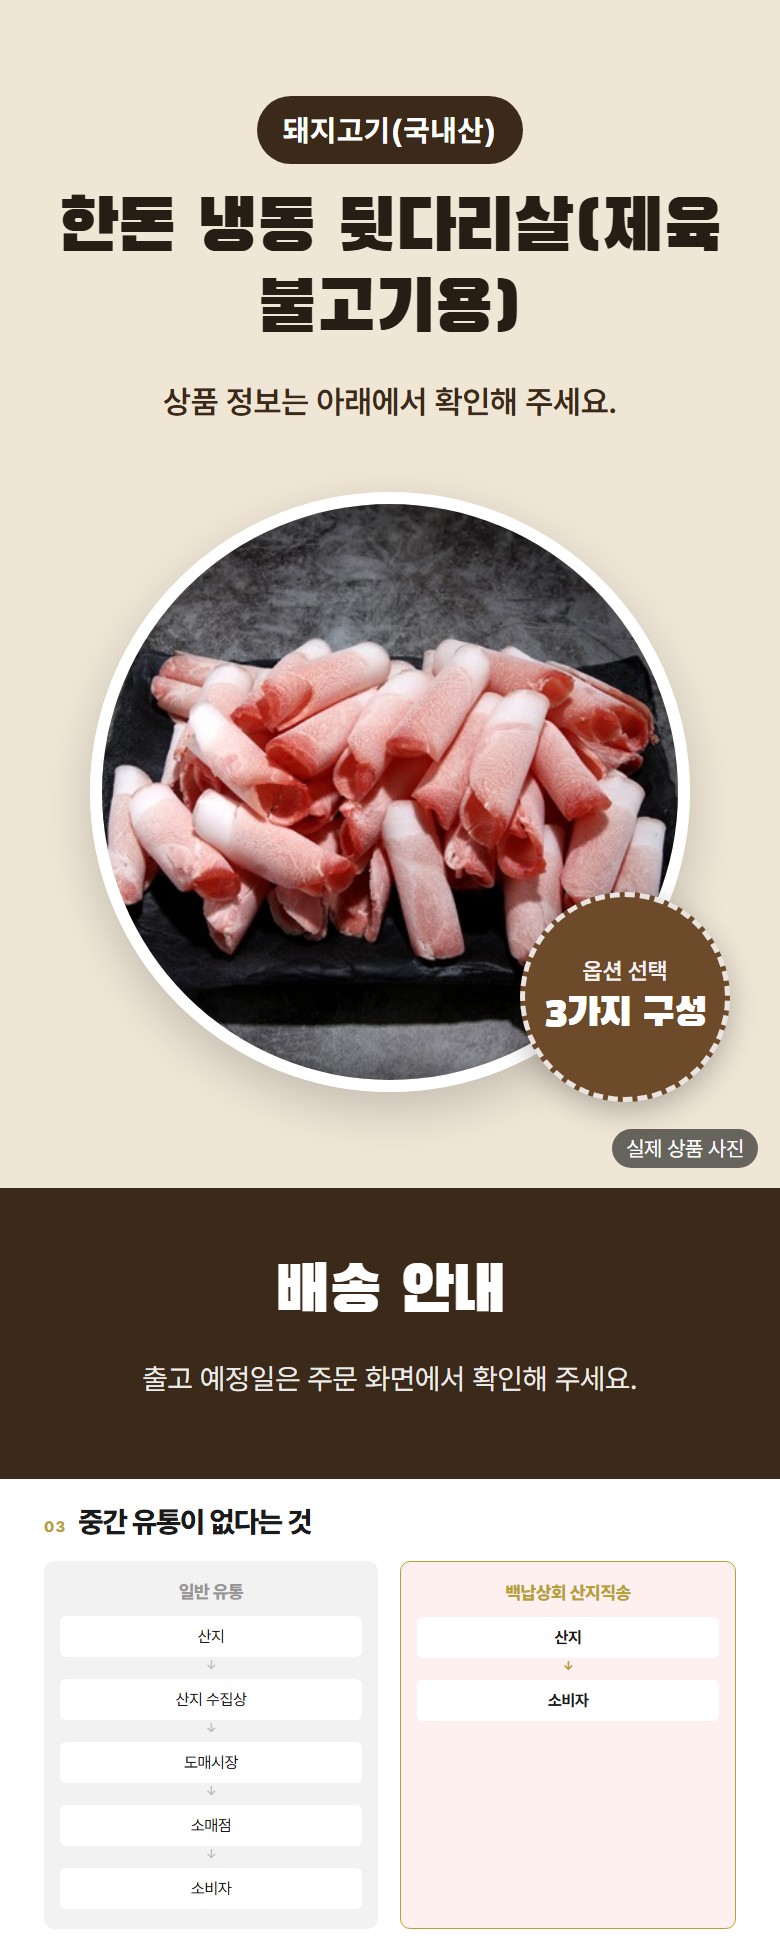 돼지고기(국내산)
한돈 냉동 뒷다리살(제육
불고기용)
상품 정보는 아래에서 확인해 주세요.
옵션 선택
3가지 구성
실제 상품 사진
배송 안내
출고 예정일은 주문 화면에서 확인해 주세요.
03 중간 유통이 없다는 것
일반 유통
산지
↓
산지 수집상
↓
도매시장
↓
소매점
↓
소비자
백납상회 산지직송
산지
↓
소비자